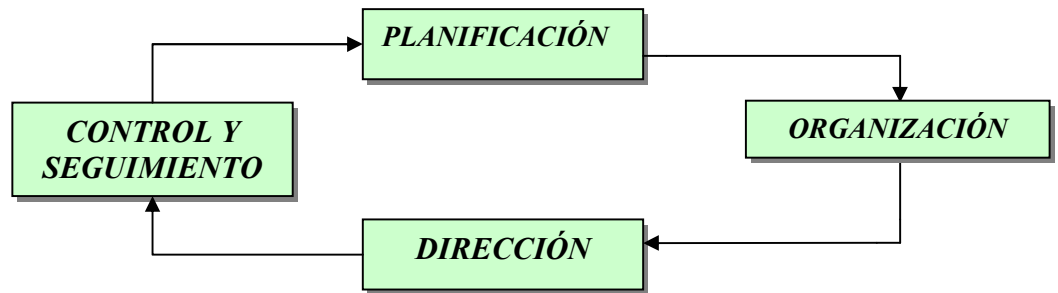 PLANIFICACIÓN
ORGANIZACIÓN
CONTROL Y
SEGUIMIENTO
DIRECCIÓN